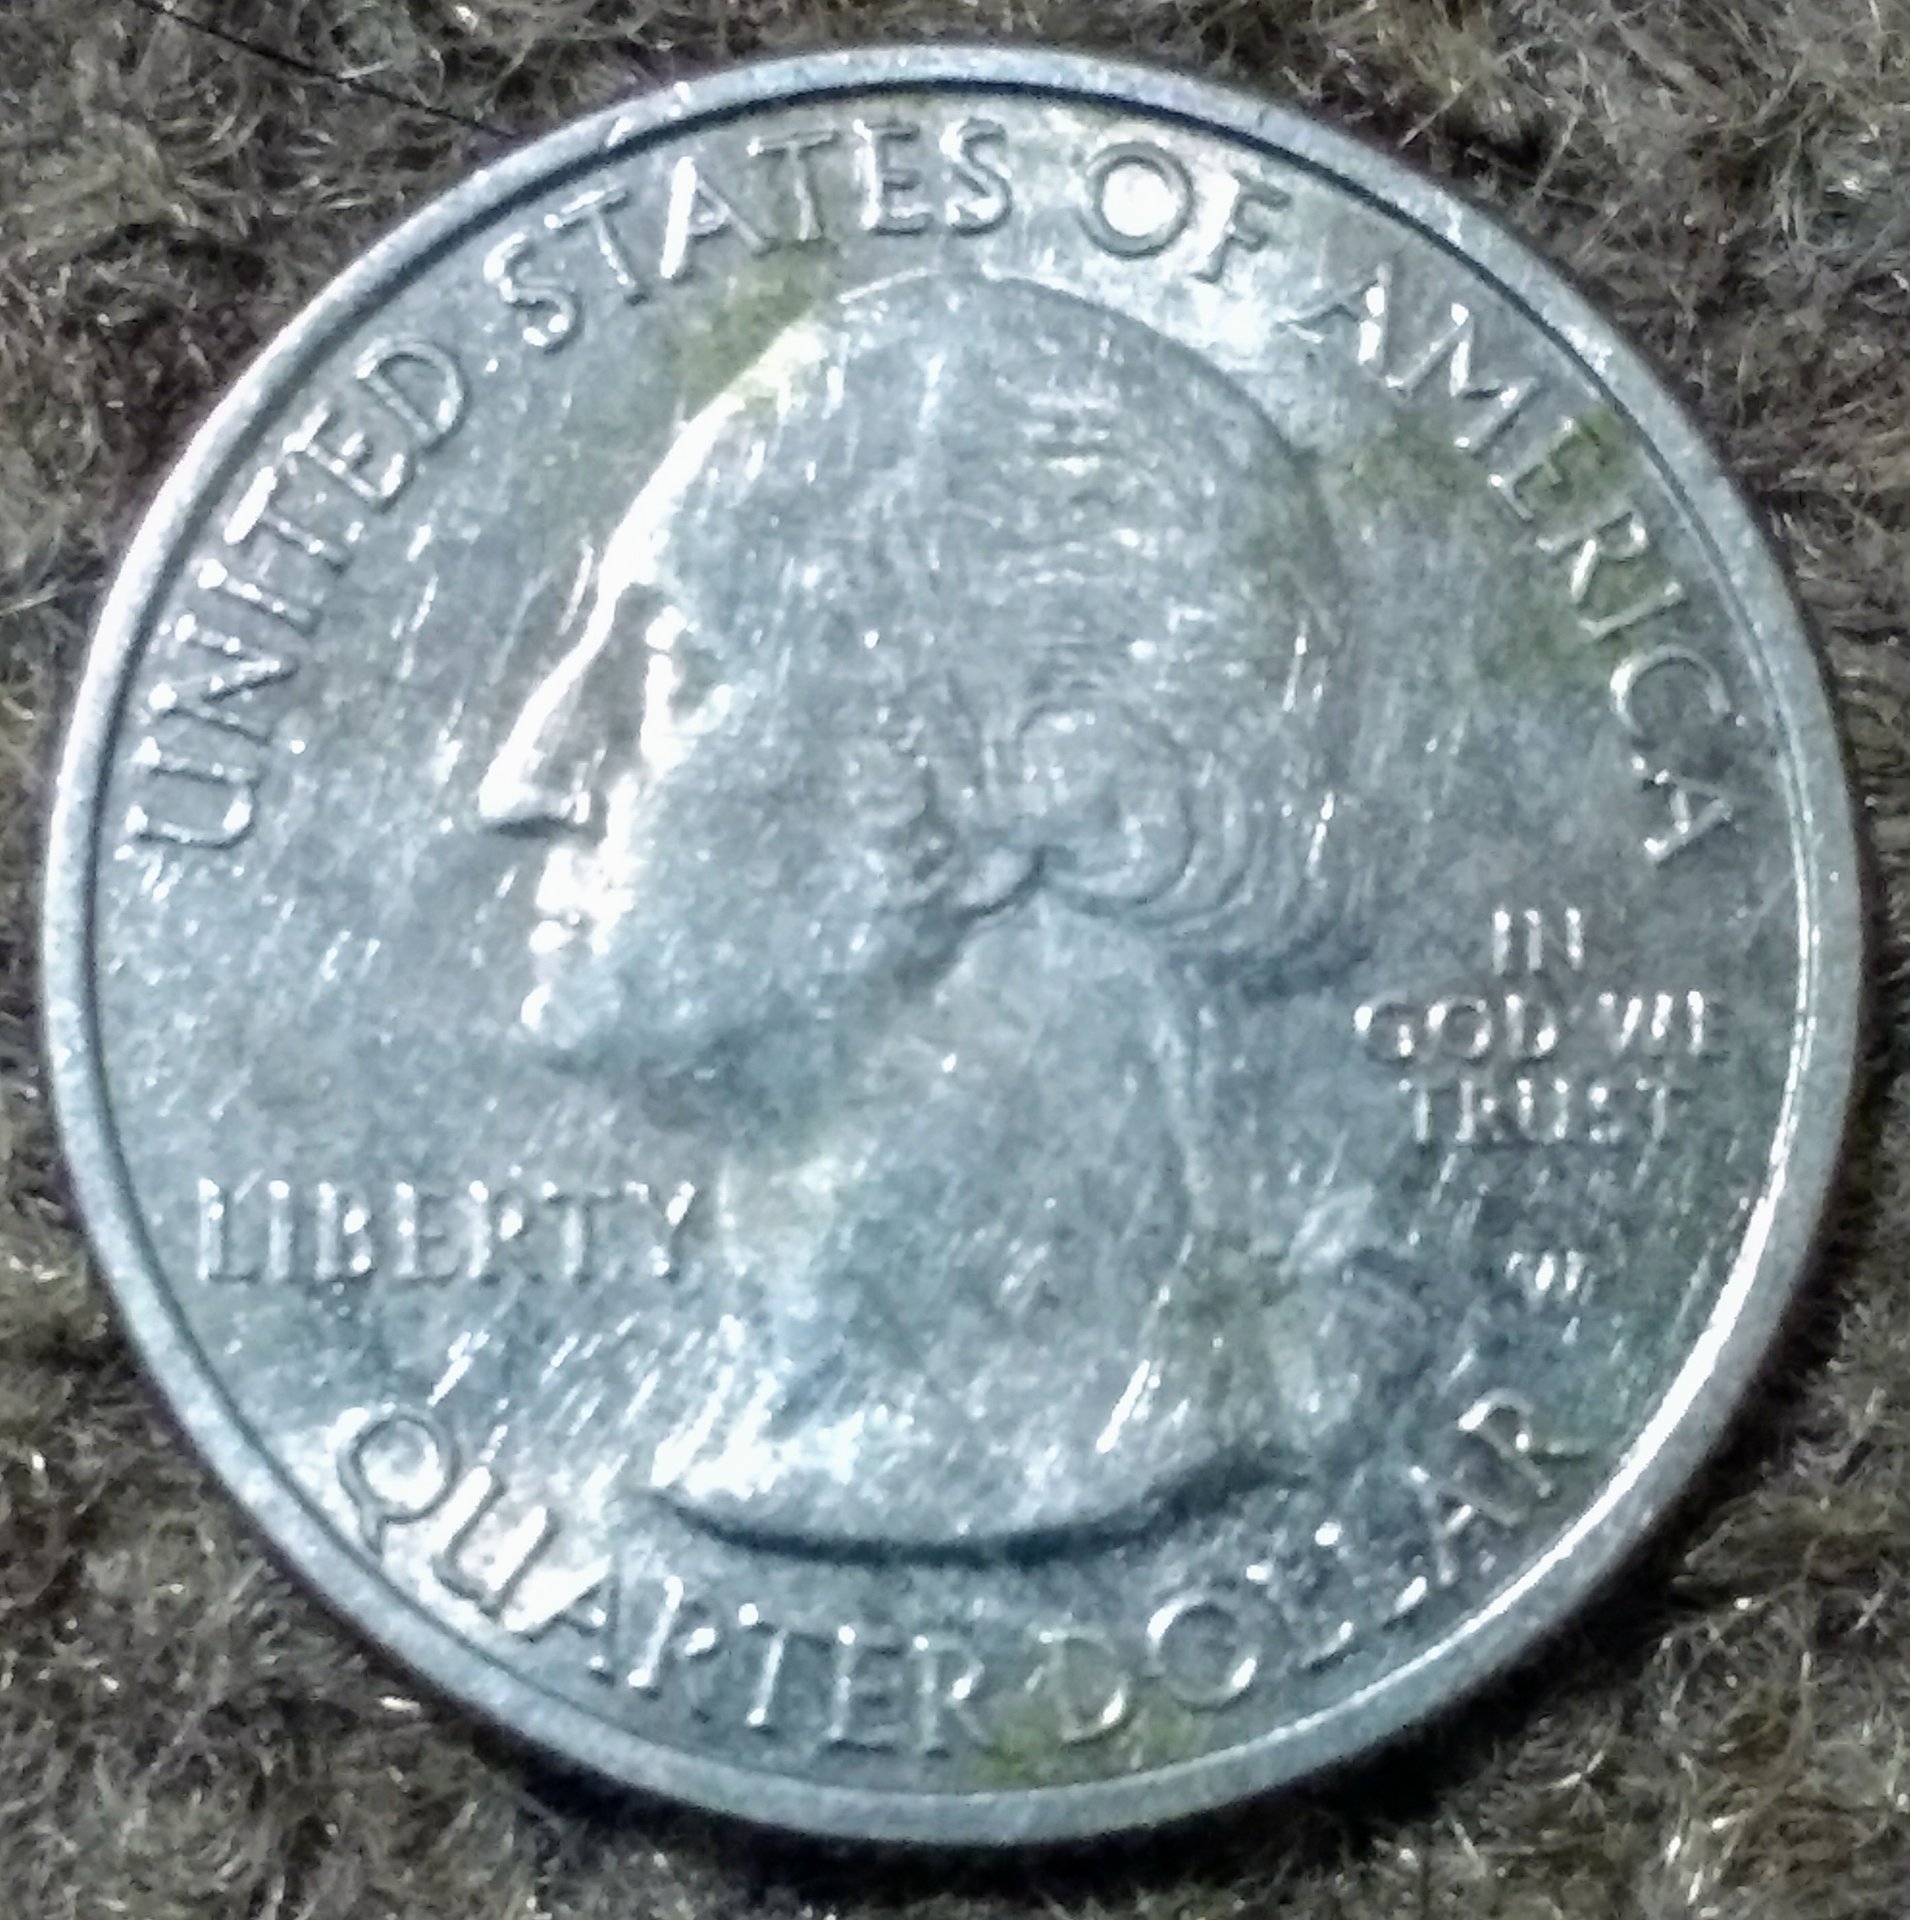 UNITED STATES OF AMERICA
IN
GOD WE
TRUST
LIBERTY
QUARTER DOLLAR